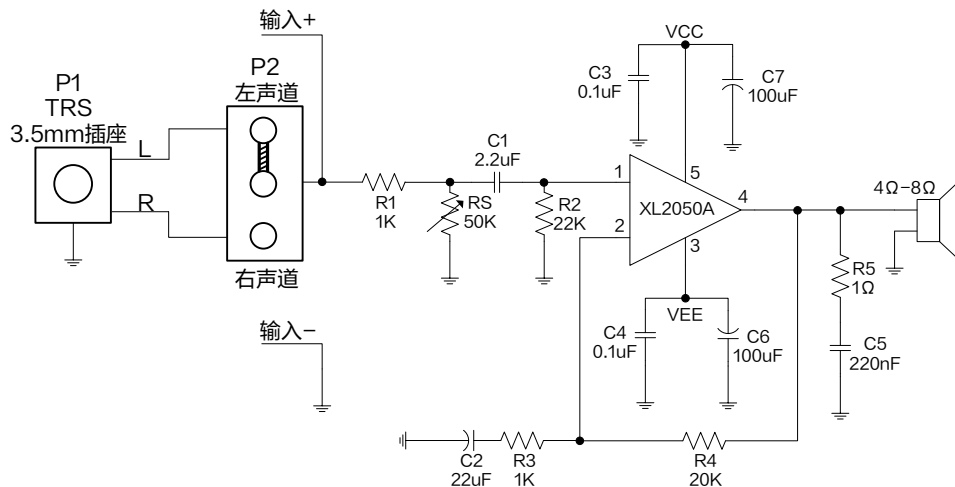 输入+
P1
TRS
3.5mm插座
L
R
P2
左声道
右声道
输入-
R1
1K
RS
50K
C1
2.2uF
R2
22K
VCC
C3
0.1uF
C7
100uF
1
2
5
XL2050A
4
3
VEE
C4
0.1uF
C6
100uF
4Ω-8Ω
R5
1Ω
C5
220nF
C2
22uF
R3
1K
R4
20K